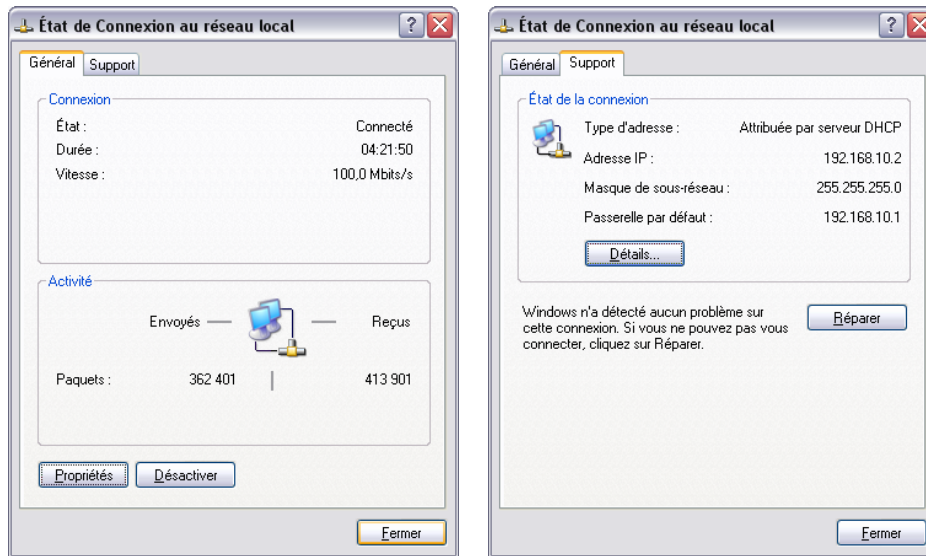 État de Connexion au réseau local
Général Support
Connexion
État : Connecté
Durée : 04:21:50
Vitesse : 100,0 Mbits/s
Activité
Envoyés Reçus
Paquets : 362 401 413 901
Propriétés Désactiver
Fermer
État de Connexion au réseau local
Général Support
État de la connexion
Type d'adresse : Attribuée par serveur DHCP
Adresse IP : 192.168.10.2
Masque de sous-réseau : 255.255.255.0
Passerelle par défaut : 192.168.10.1
Détails...
Windows n'a détecté aucun problème sur
cette connexion. Si vous ne pouvez pas vous
connecter, cliquez sur Réparer.
Réparer
Fermer